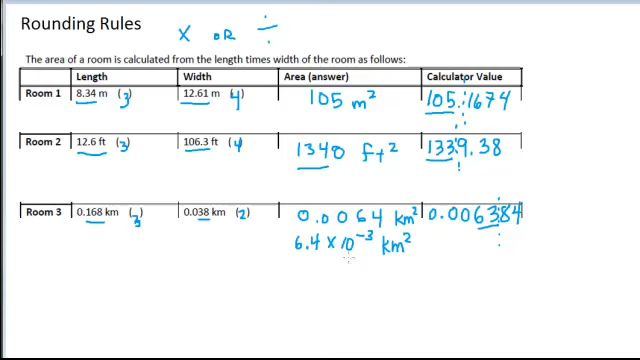 Rounding Rules X OR ÷
The area of a room is calculated from the length times width of the room as follows:
Length Width Area (answer) Calculator Value
Room 1 8.34 m (3) 12.61 m (4) 105 m² 105.1674
Room 2 12.6 ft (3) 106.3 ft (4) 1340 ft² 1339.38
Room 3 0.168 km (3) 0.038 km (2) 0.0064 km² 0.006384
6.4 × 10⁻³ km²